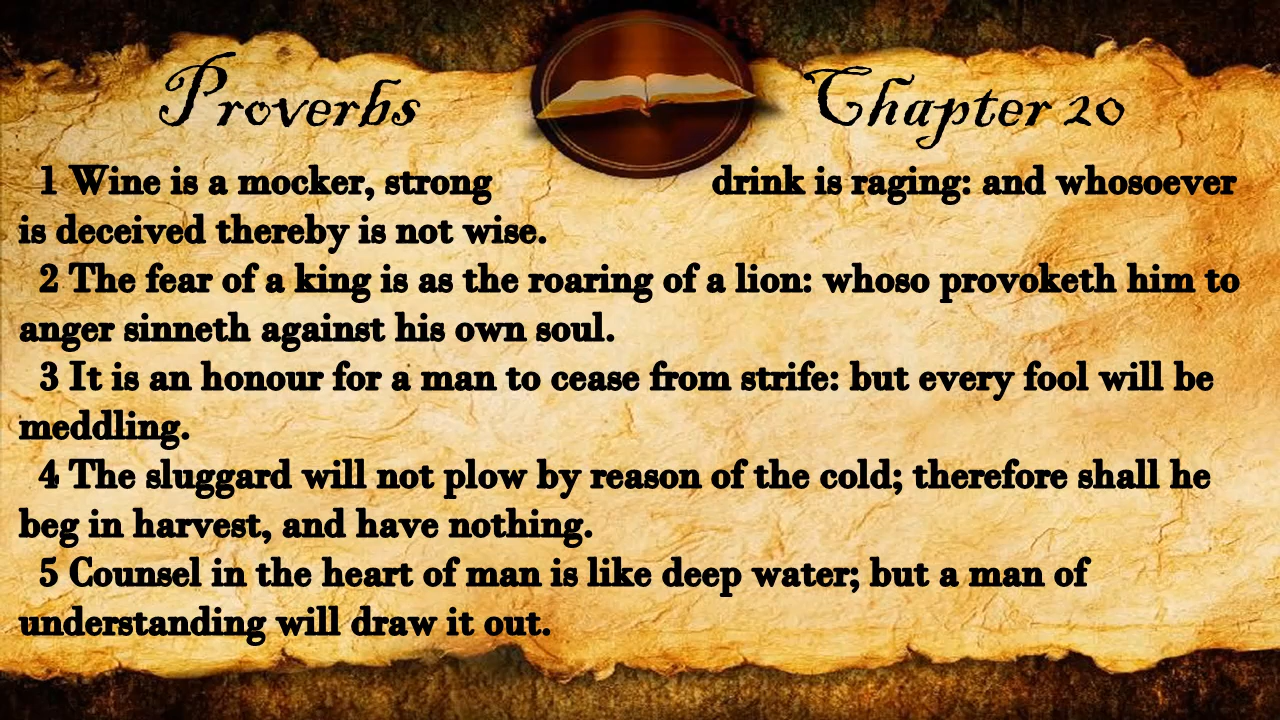 Proverbs Chapter 20
1 Wine is a mocker, strong drink is raging: and whosoever
is deceived thereby is not wise.
2 The fear of a king is as the roaring of a lion: whoso provoketh him to
anger sinneth against his own soul.
3 It is an honour for a man to cease from strife: but every fool will be
meddling.
4 The sluggard will not plow by reason of the cold; therefore shall he
beg in harvest, and have nothing.
5 Counsel in the heart of man is like deep water; but a man of
understanding will draw it out.